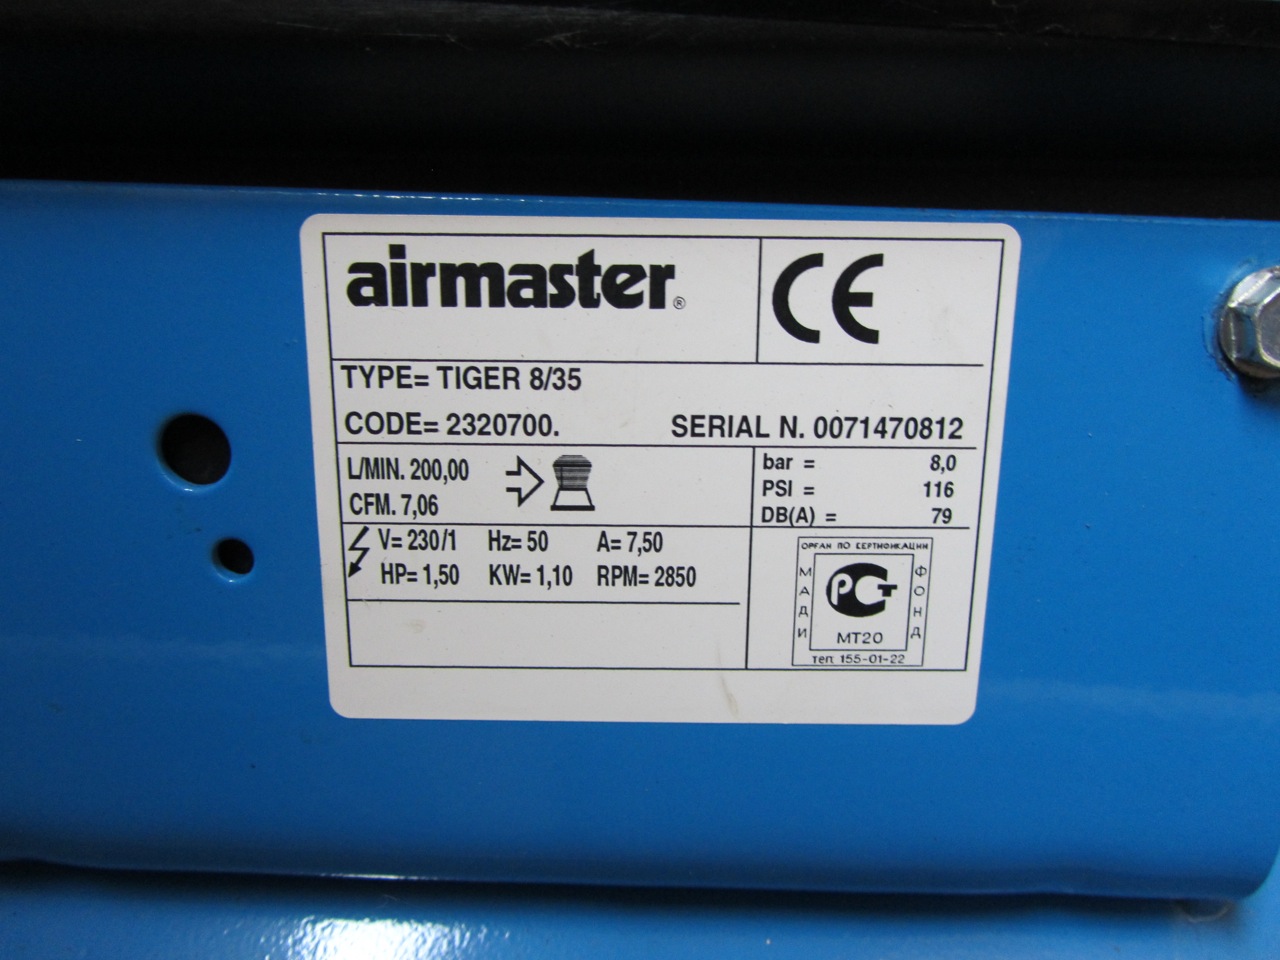 airmaster®
CE
TYPE= TIGER 8/35
CODE= 2320700.
SERIAL N. 0071470812
L/MIN. 200,00
CFM. 7,06
bar = 8,0
PSI = 116
DB(A) = 79
V= 230/1 Hz= 50 A= 7,50
HP= 1,50 KW= 1,10 RPM= 2850
ОРГАН ПО СЕРТИФИКАЦИИ
МАДИ
ФОНД
РСТ
МТ20
тел. 155-01-22